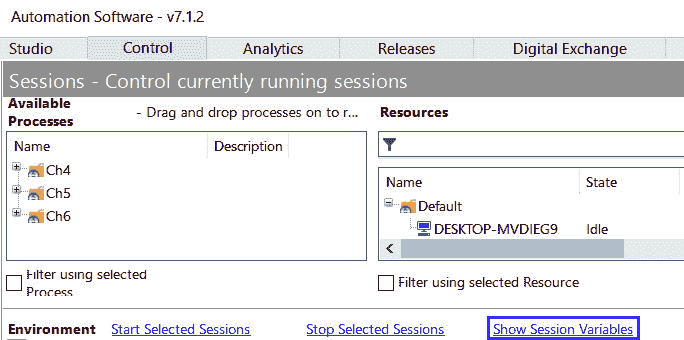 Automation Software - v7.1.2
Studio Control Analytics Releases Digital Exchange
Sessions - Control currently running sessions
Available Processes - Drag and drop processes on to r...
Name Description
Ch4
Ch5
Ch6
Filter using selected Process
Resources
Name State
Default
DESKTOP-MVDIEG9 Idle
Filter using selected Resource
Environment Start Selected Sessions Stop Selected Sessions Show Session Variables